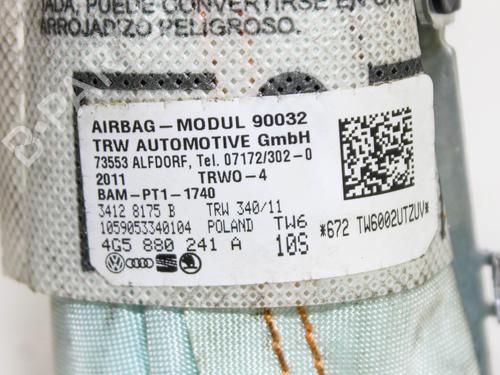 PUEDE CONVERTIRSE EN
ARROJADIZO PELIGROSO.
AIRBAG-MODUL 90032
TRW AUTOMOTIVE GmbH
73553 ALFDORF, Tel. 07172/302-0
2011 TRWO-4
BAM-PT1-1740
3412 8175 B TRW 340/11
1059053340104 POLAND TW6
4G5 880 241 A 10S
*672 TW6002UTZUV*